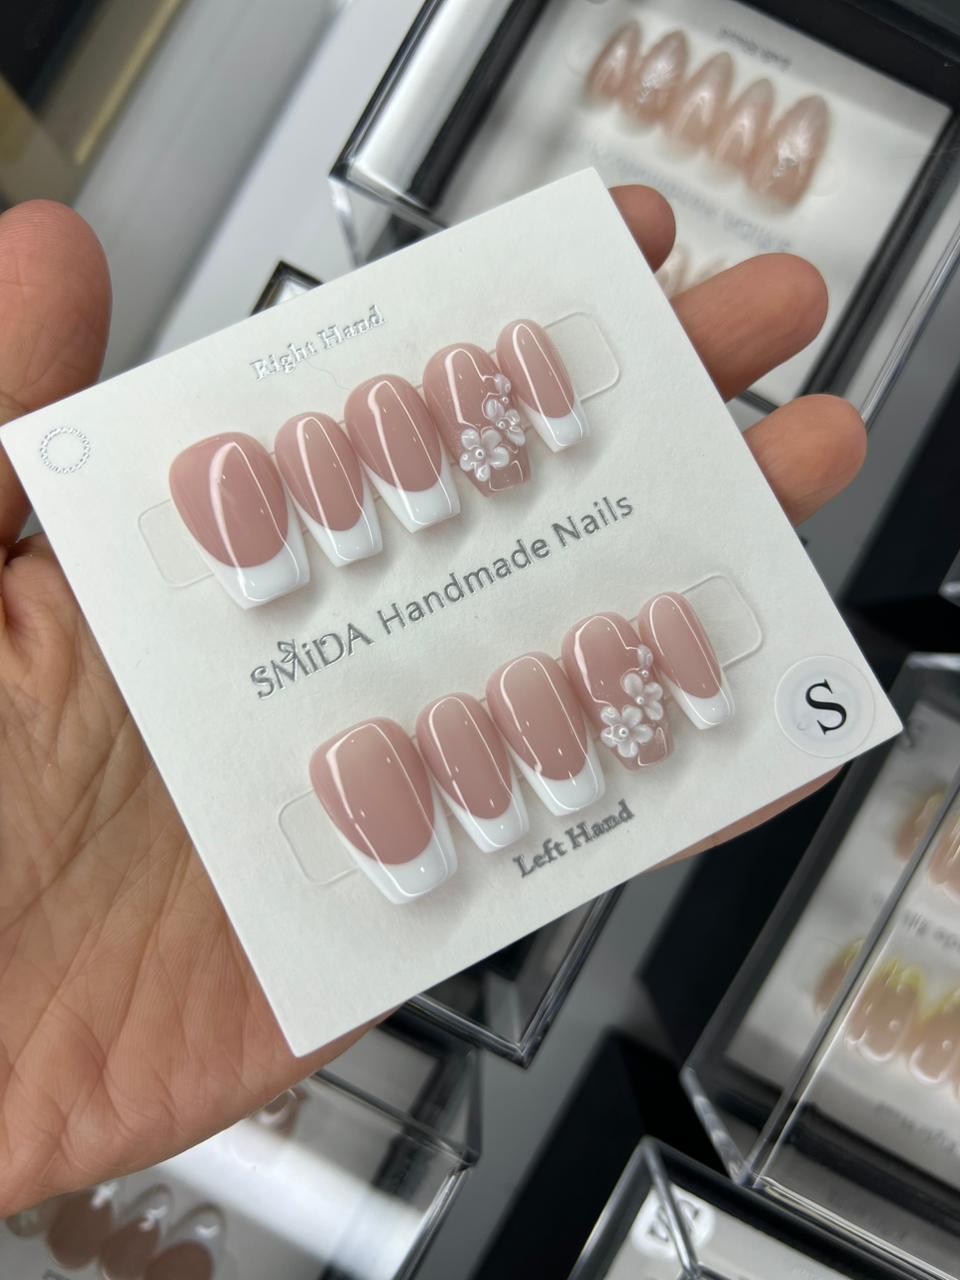 Right Hand
SMiDA Handmade Nails
S
Left Hand